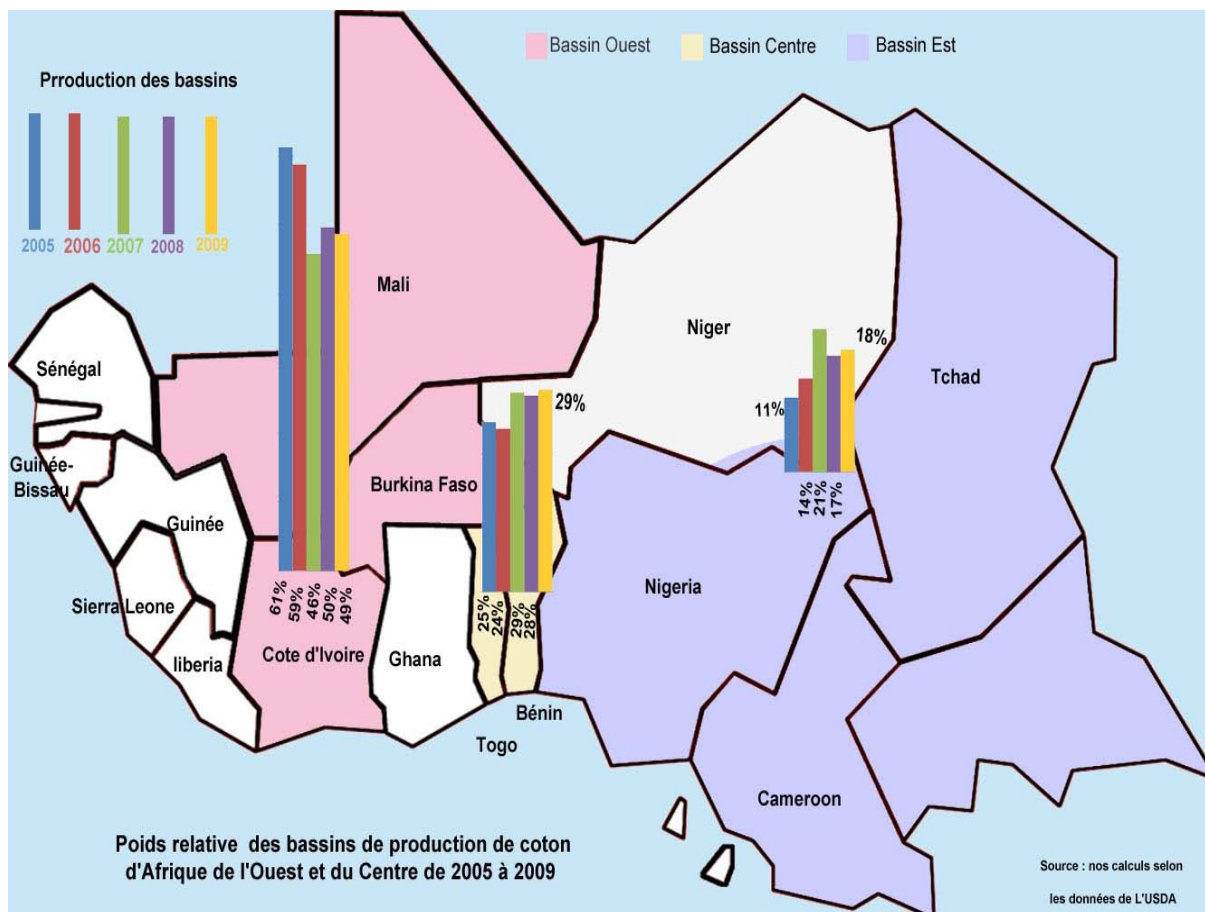 Bassin Ouest
Bassin Centre
Bassin Est
Prroduction des bassins
2005
2006
2007
2008
2009
Mali
Niger
Tchad
Sénégal
18%
11%
29%
Guinée-
Bissau
Burkina Faso
14%
21%
17%
Guinée
Nigeria
Sierra Leone
61%
59%
46%
50%
49%
25%
24%
29%
28%
liberia
Cote d'Ivoire
Ghana
Bénin
Togo
Cameroon
Poids relative des bassins de production de coton
d'Afrique de l'Ouest et du Centre de 2005 à 2009
Source : nos calculs selon
les données de L'USDA